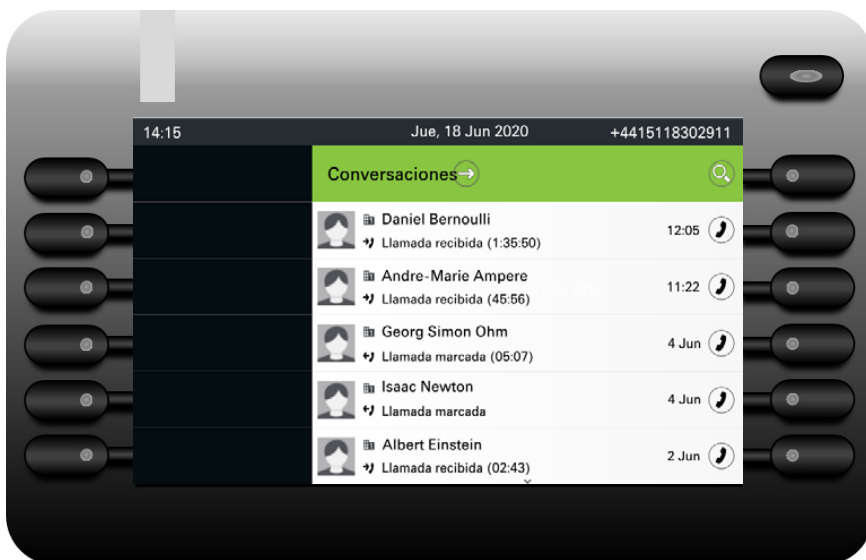 14:15 Jue, 18 Jun 2020 +4415118302911
Conversaciones
Daniel Bernoulli 12:05
Llamada recibida (1:35:50)
Andre-Marie Ampere 11:22
Llamada recibida (45:56)
Georg Simon Ohm 4 Jun
Llamada marcada (05:07)
Isaac Newton 4 Jun
Llamada marcada
Albert Einstein 2 Jun
Llamada recibida (02:43)